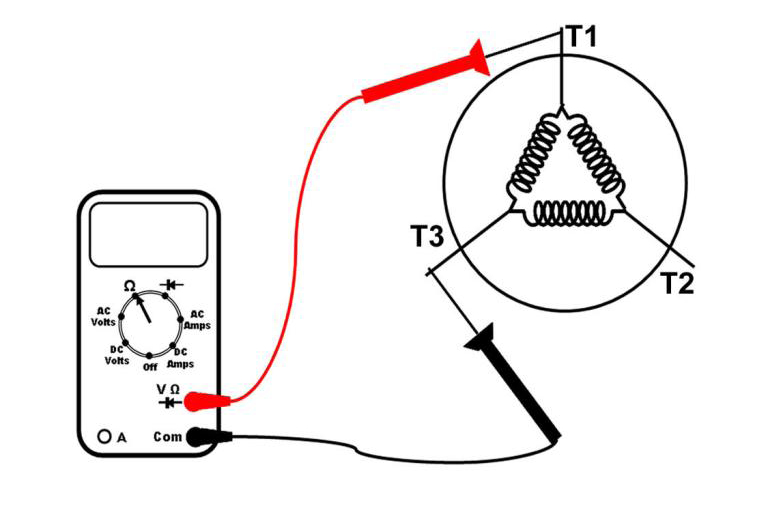 T1
T3
T2
Ω
AC
Volts
AC
Amps
DC
Volts
Off
DC
Amps
V Ω
A
Com